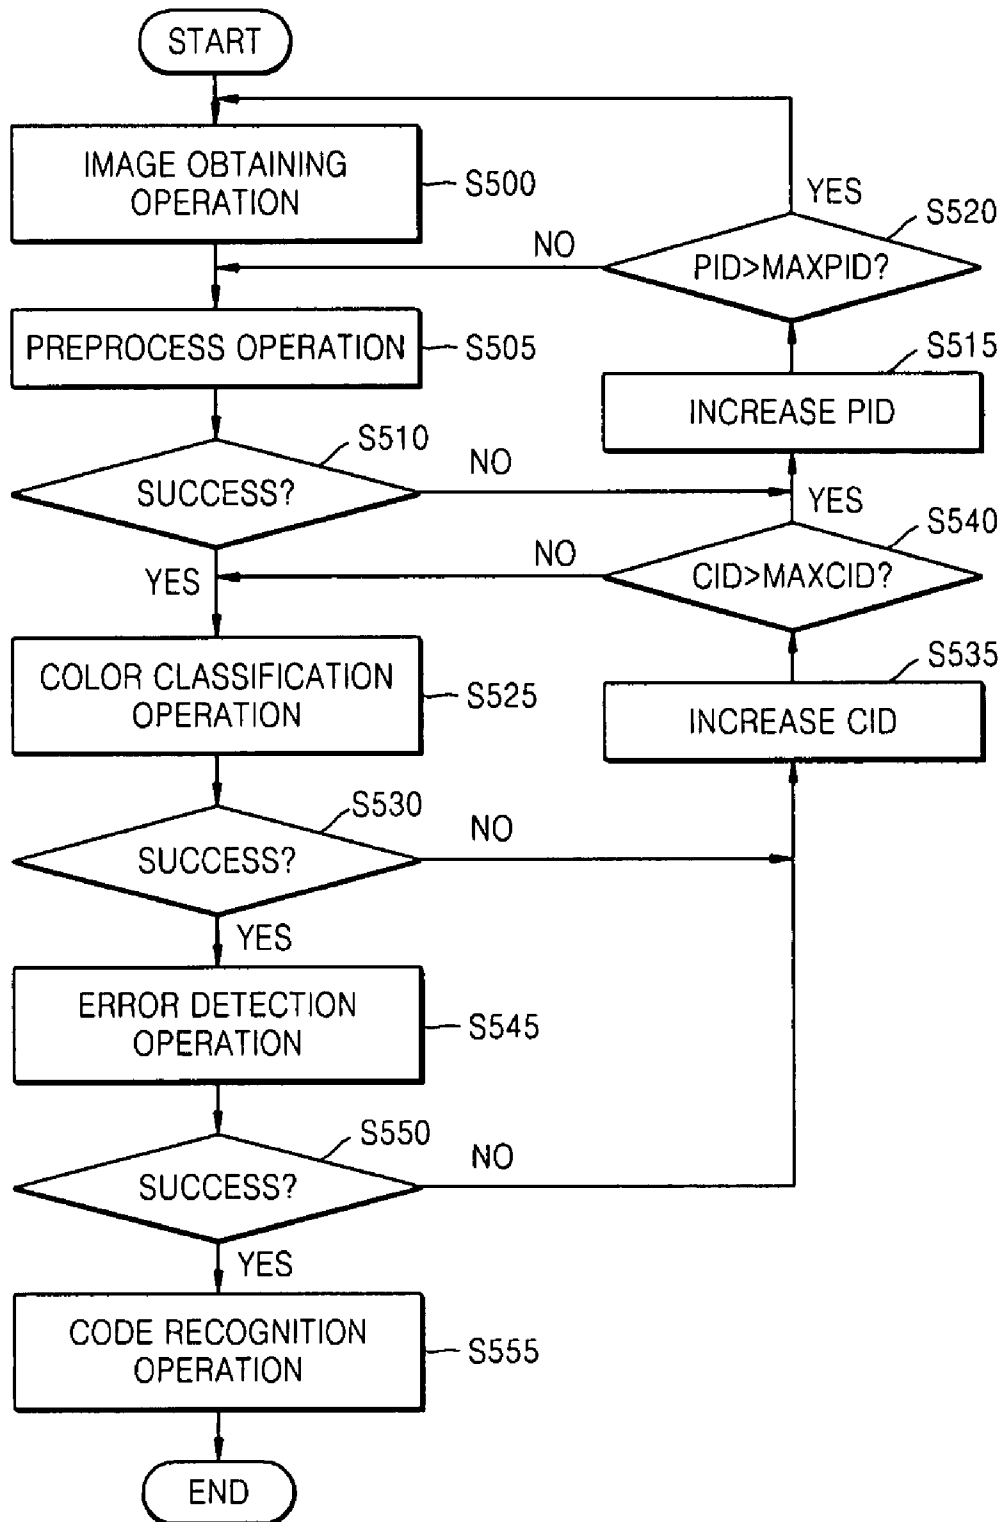 START
IMAGE OBTAINING
OPERATION
S500
YES
S520
NO
PID>MAXPID?
PREPROCESS OPERATION
S505
S515
INCREASE PID
S510
NO
SUCCESS?
YES
S540
NO
YES
CID>MAXCID?
COLOR CLASSIFICATION
OPERATION
S525
S535
INCREASE CID
S530
NO
SUCCESS?
YES
ERROR DETECTION
OPERATION
S545
S550
NO
SUCCESS?
YES
CODE RECOGNITION
OPERATION
S555
END